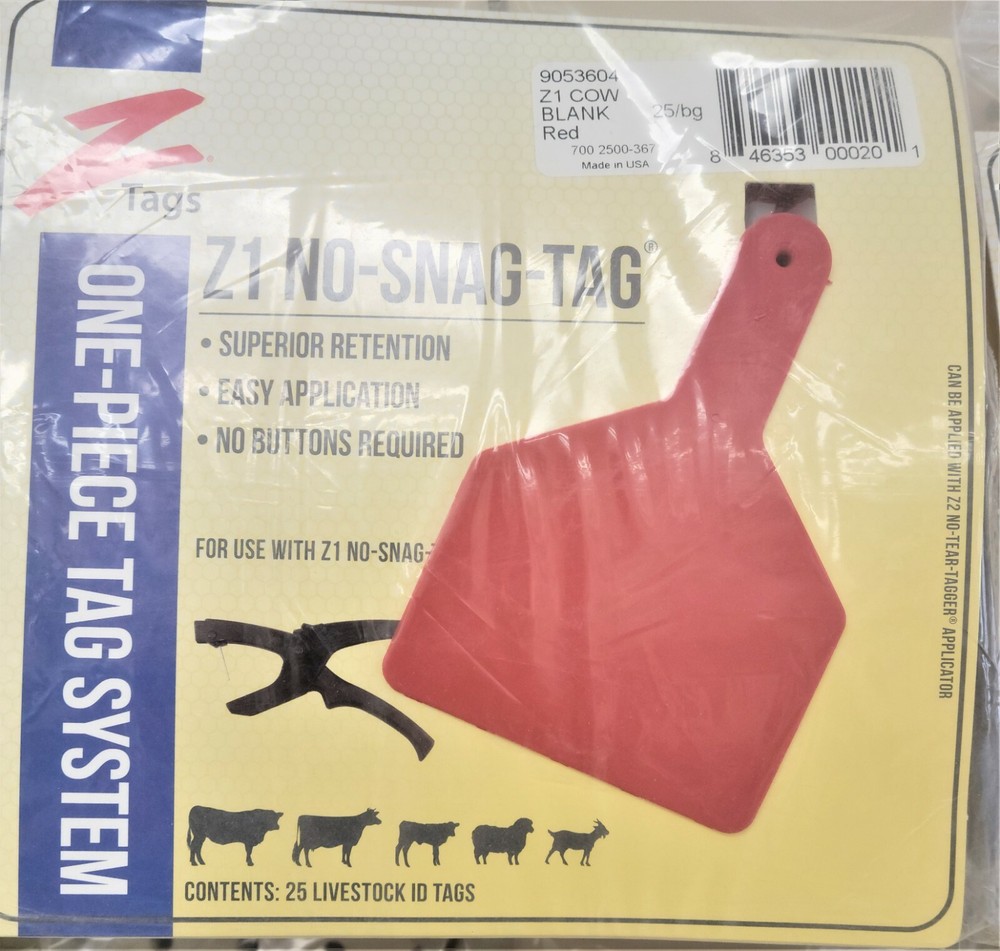 9053604
Z1 COW
BLANK 25/bg
Red
700 2500-367
Made in USA
8 46353 00020 1
Z
Tags
ONE-PIECE TAG SYSTEM
Z1 NO-SNAG-TAG®
• SUPERIOR RETENTION
• EASY APPLICATION
• NO BUTTONS REQUIRED
FOR USE WITH Z1 NO-SNAG-
CAN BE APPLIED WITH Z2 NO-TEAR-TAGGER® APPLICATOR
CONTENTS: 25 LIVESTOCK ID TAGS